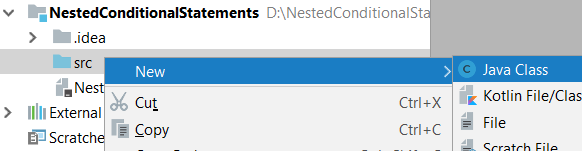 NestedConditionalStatements D:\NestedConditionalSta
.idea
src
New
Java Class
Nest
Cut Ctrl+X
Kotlin File/Clas
External
Copy Ctrl+C
File
Scratche
Scratch File